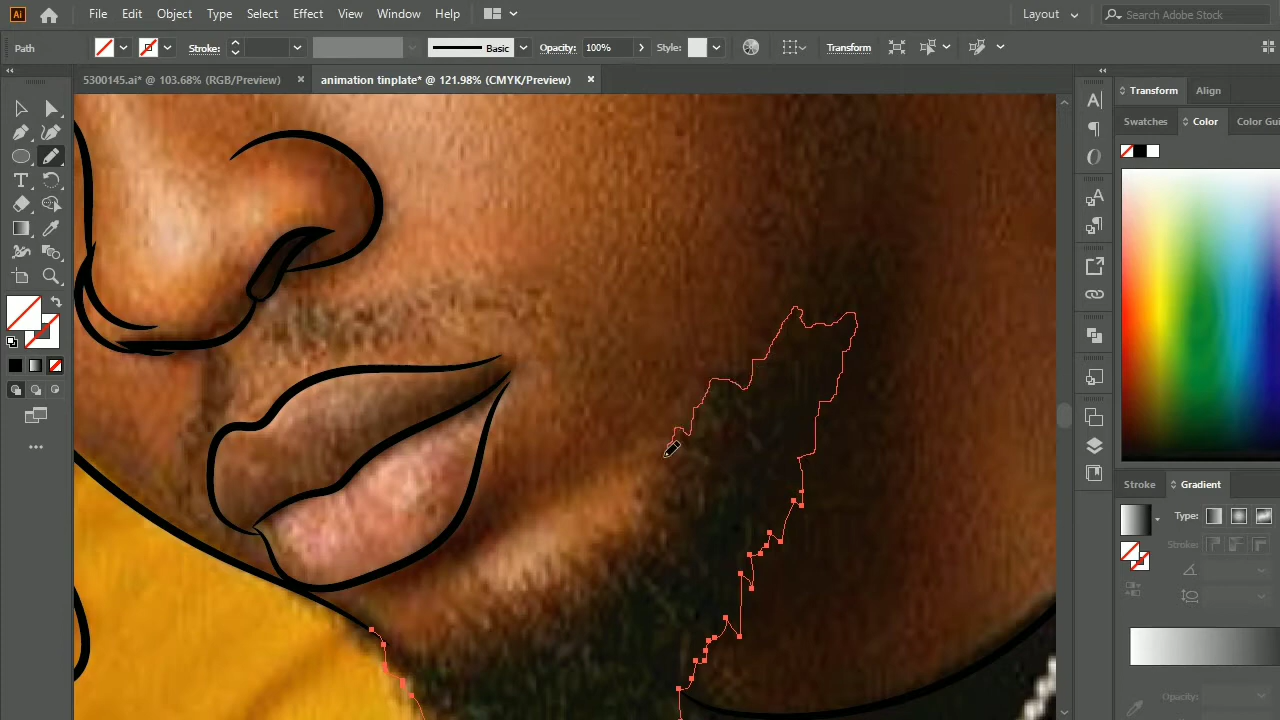 Ai File Edit Object Type Select Effect View Window Help Layout Search Adobe Stock
Path Stroke: Basic Opacity: 100% Style: Transform
5300145.ai* @ 103.68% (RGB/Preview) × animation tinplate* @ 121.98% (CMYK/Preview) ×
Transform Align
Swatches Color Color Gui
Stroke Gradient
Type:
Strokes:
Opacity: